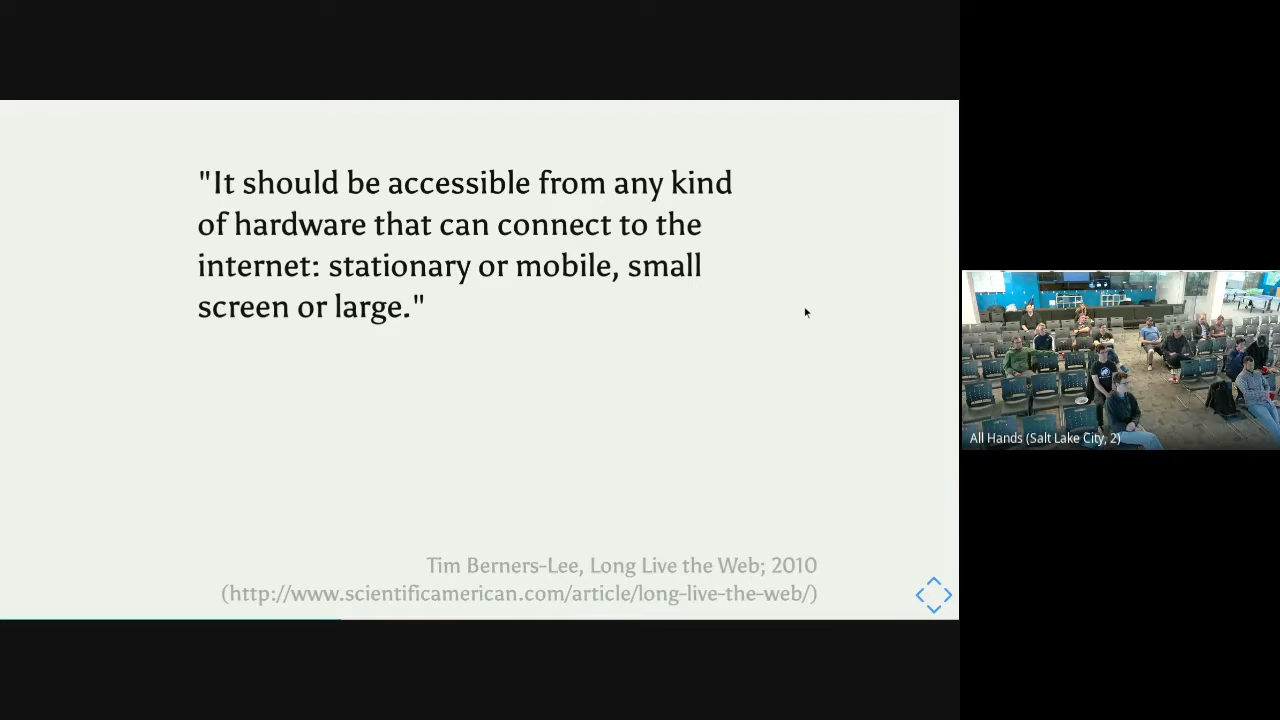 "It should be accessible from any kind
of hardware that can connect to the
internet: stationary or mobile, small
screen or large."
Tim Berners-Lee, Long Live the Web; 2010
(http://www.scientificamerican.com/article/long-live-the-web/)
All Hands (Salt Lake City, 2)